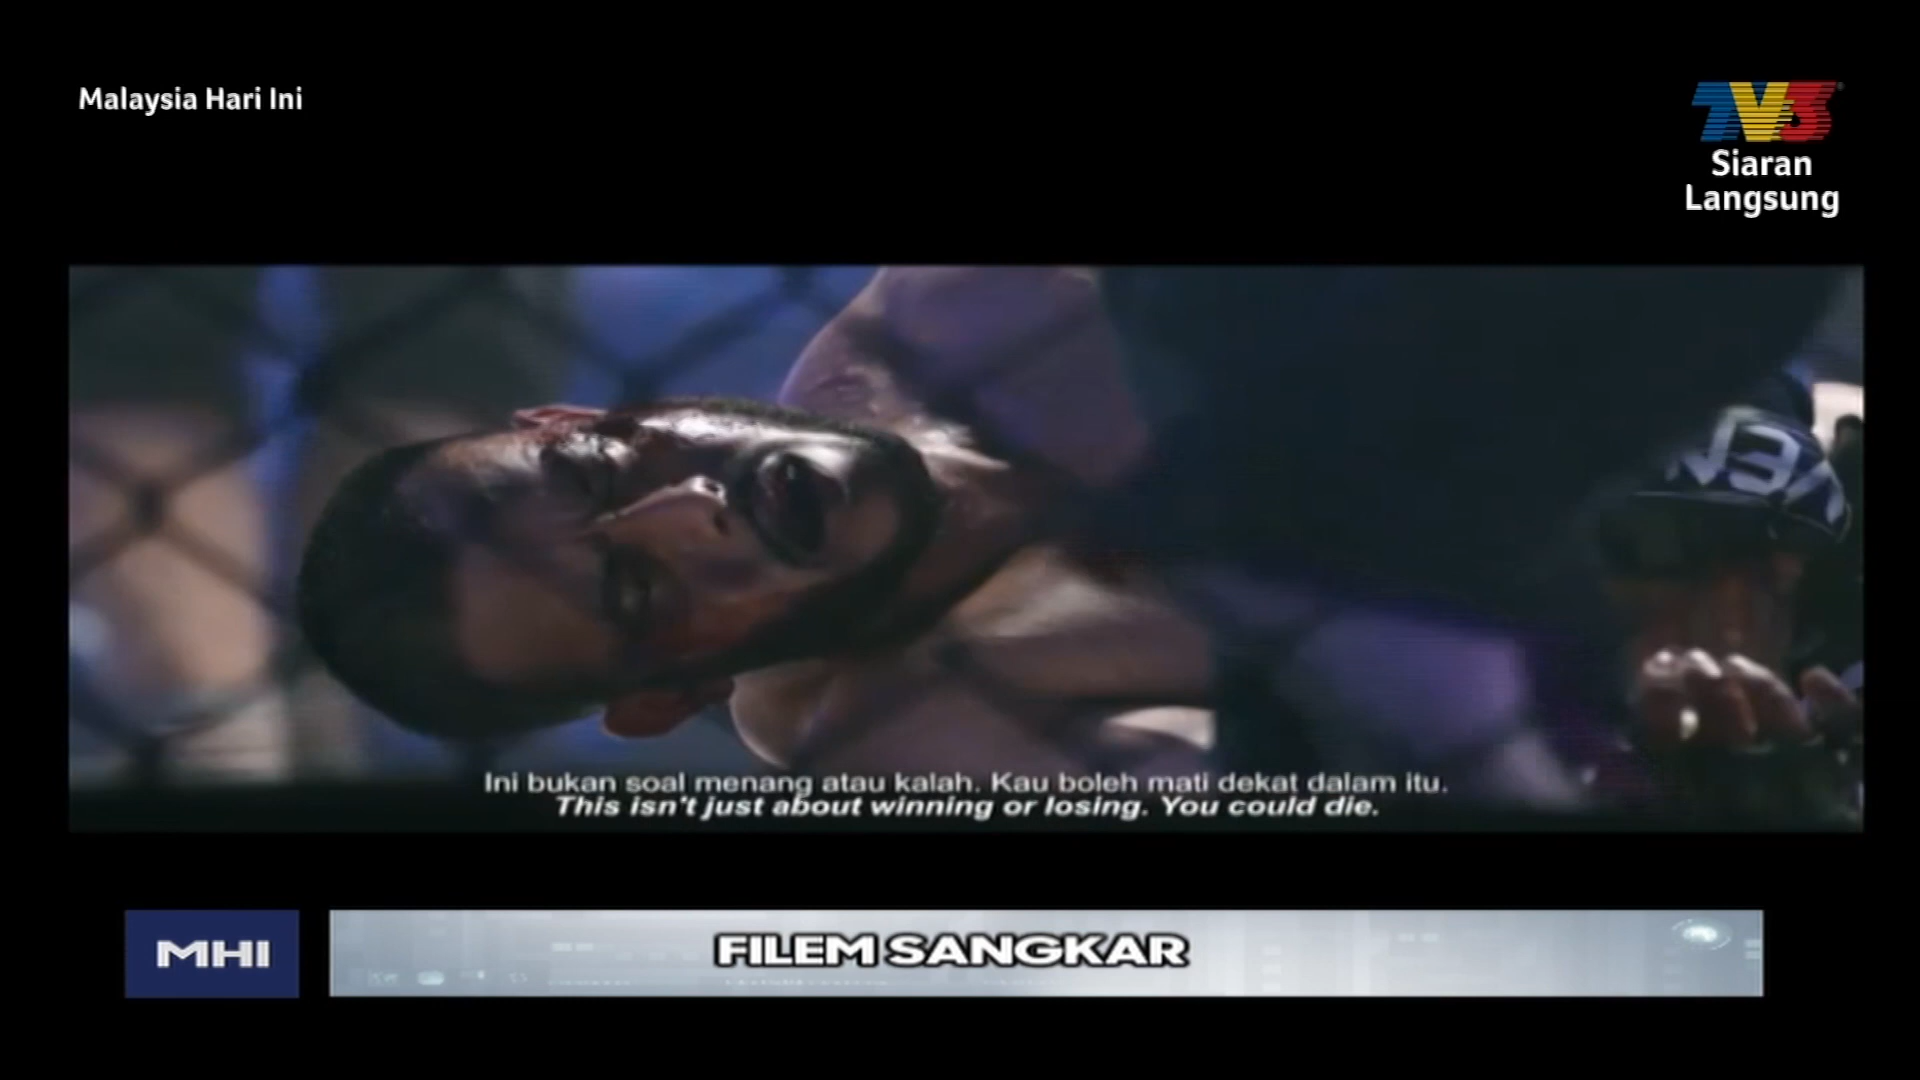 Malaysia Hari Ini
TV3
Siaran
Langsung
Ini bukan soal menang atau kalah. Kau boleh mati dekat dalam itu.
This isn't just about winning or losing. You could die.
MHI
FILEM SANGKAR